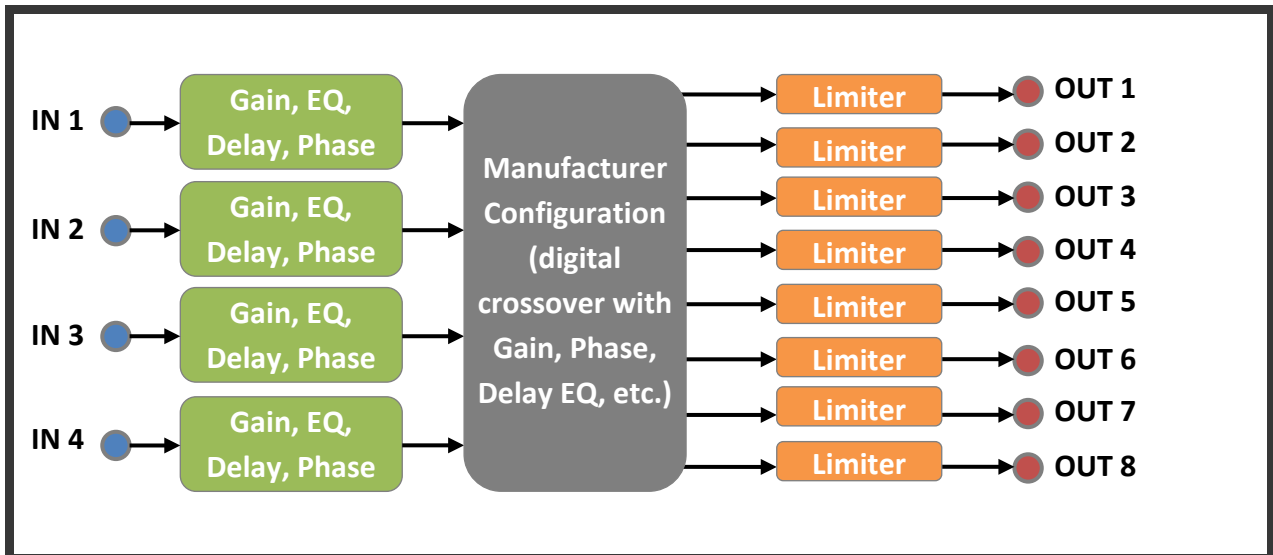 IN 1
Gain, EQ,
Delay, Phase
IN 2
Gain, EQ,
Delay, Phase
IN 3
Gain, EQ,
Delay, Phase
IN 4
Gain, EQ,
Delay, Phase
Manufacturer
Configuration
(digital
crossover with
Gain, Phase,
Delay EQ, etc.)
Limiter
OUT 1
Limiter
OUT 2
Limiter
OUT 3
Limiter
OUT 4
Limiter
OUT 5
Limiter
OUT 6
Limiter
OUT 7
Limiter
OUT 8